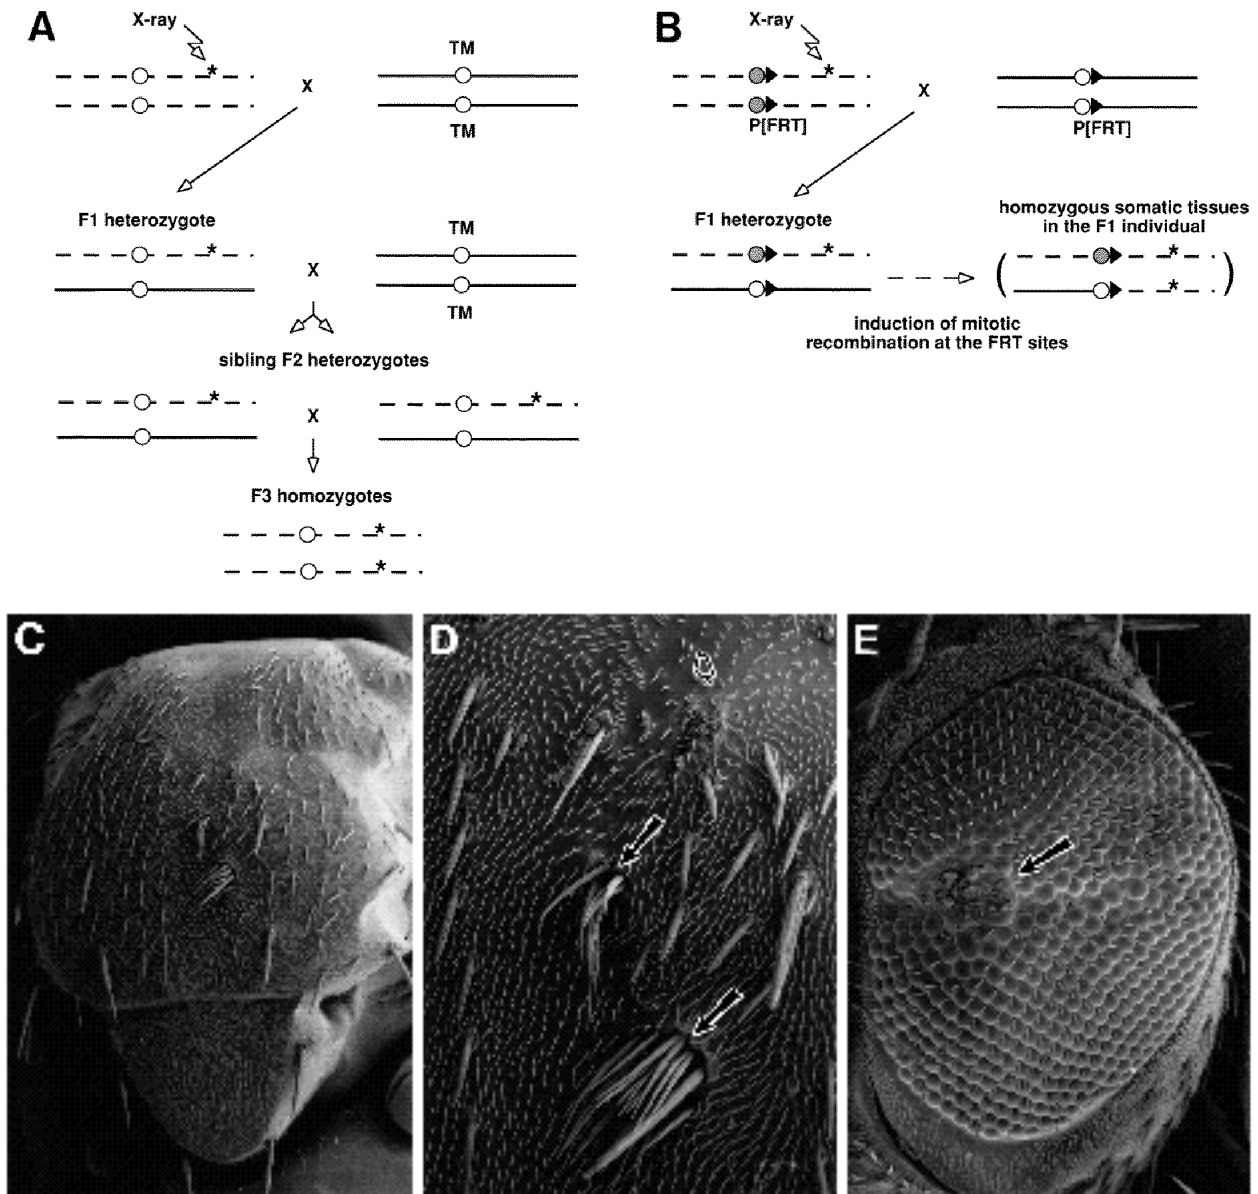 A
X-ray
*
X
TM
TM
F1 heterozygote
*
X
TM
TM
sibling F2 heterozygotes
*
X
*
F3 homozygotes
*
*
B
X-ray
*
X
P[FRT]
P[FRT]
F1 heterozygote
*
homozygous somatic tissues
in the F1 individual
( * )
*
induction of mitotic
recombination at the FRT sites
C
D
E